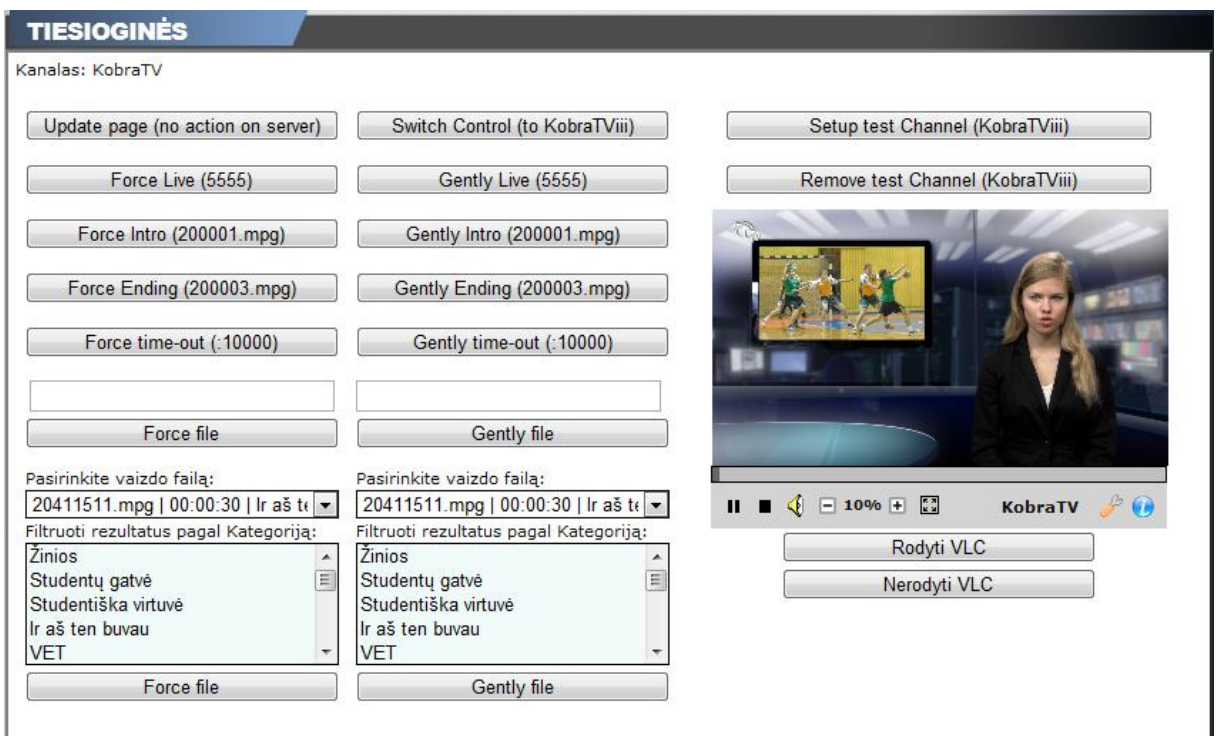 TIESIOGINĖS
Kanalas: KobraTV
Update page (no action on server)
Switch Control (to KobraTViii)
Setup test Channel (KobraTViii)
Force Live (5555)
Gently Live (5555)
Remove test Channel (KobraTViii)
Force Intro (200001.mpg)
Gently Intro (200001.mpg)
Force Ending (200003.mpg)
Gently Ending (200003.mpg)
Force time-out (:10000)
Gently time-out (:10000)
Force file
Gently file
Pasirinkite vaizdo failą:
20411511.mpg | 00:00:30 | Ir aš te
Filtruoti rezultatus pagal Kategoriją:
Žinios
Studentų gatvė
Studentiška virtuvė
Ir aš ten buvau
VET
Force file
Pasirinkite vaizdo failą:
20411511.mpg | 00:00:30 | Ir aš te
Filtruoti rezultatus pagal Kategoriją:
Žinios
Studentų gatvė
Studentiška virtuvė
Ir aš ten buvau
VET
Gently file
10%
KobraTV
Rodyti VLC
Nerodyti VLC